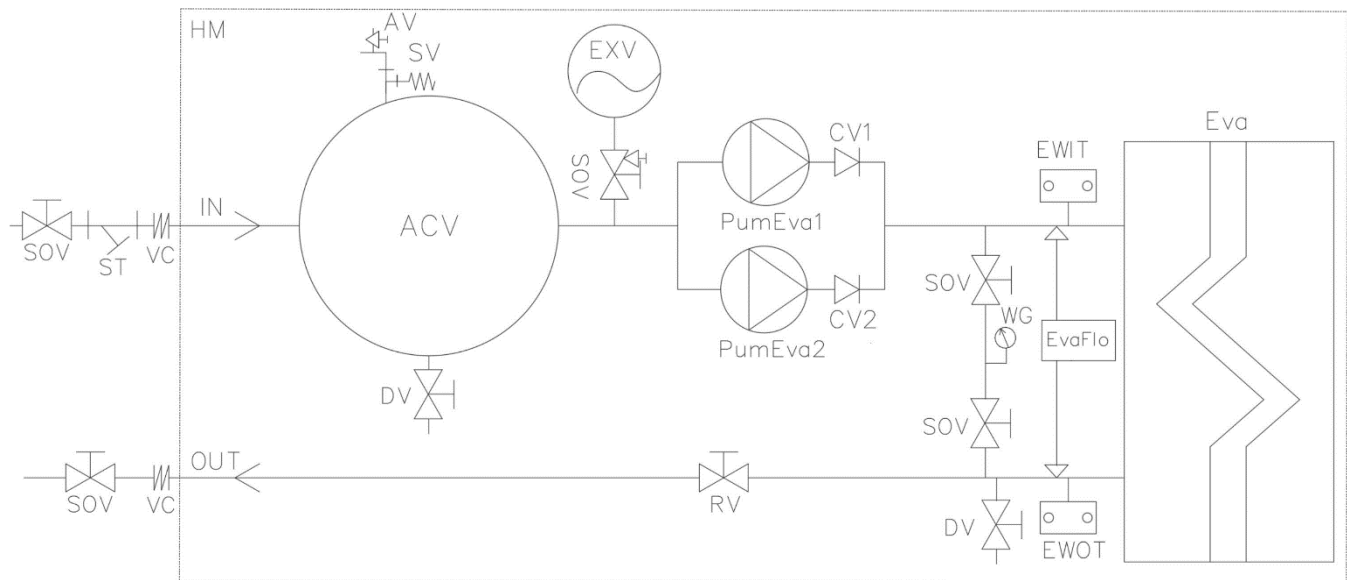 HM
AV
SV
EXV
SOV
CV1
PumEva1
EWIT
Eva
IN
SOV
ST
VC
ACV
SOV
WG
EvaFlo
PumEva2
CV2
DV
SOV
OUT
SOV
VC
RV
DV
EWOT